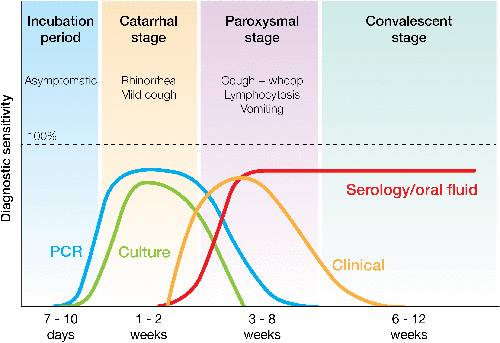 Incubation
period
Catarrhal
stage
Paroxysmal
stage
Convalescent
stage
Asymptomatic
Rhinorrhea
Mild cough
Cough – whoop
Lymphocytosis
Vomiting
100%
Diagnostic sensitivity
Serology/oral fluid
PCR
Culture
Clinical
7 - 10
days
1 - 2
weeks
3 - 8
weeks
6 - 12
weeks